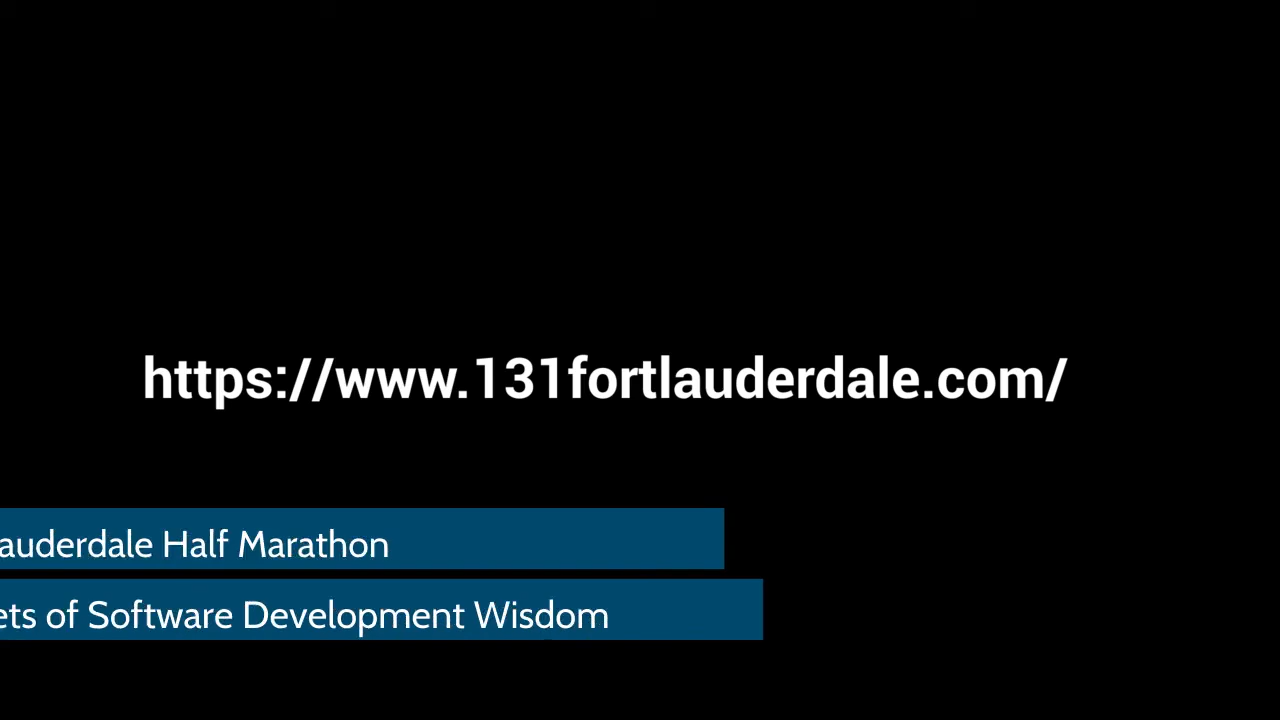 https://www.131fortlauderdale.com/
auderdale Half Marathon
ets of Software Development Wisdom